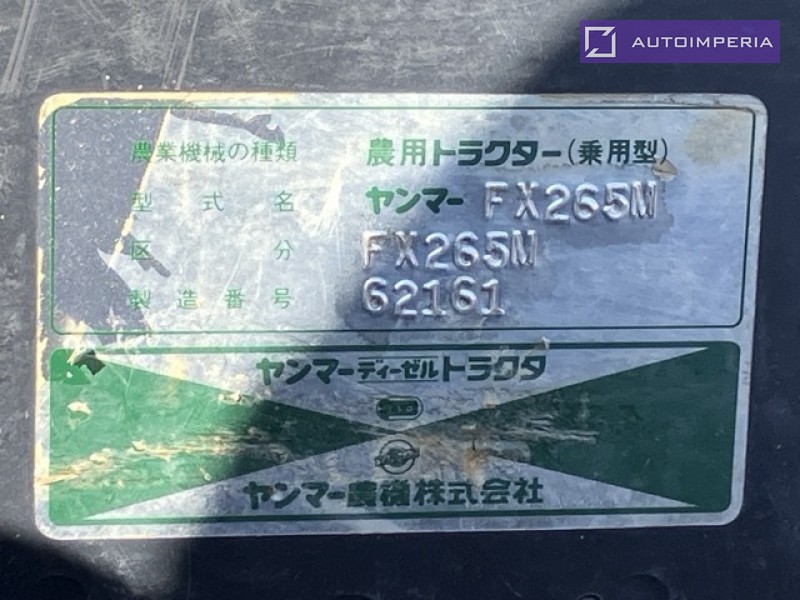 AUTOIMPERIA
農業機械の種類 農用トラクター(乗用型)
型式名 ヤンマー FX265M
区分 FX265M
製造番号 62161
ヤンマーディーゼルトラクタ
ヤンマー農機株式会社